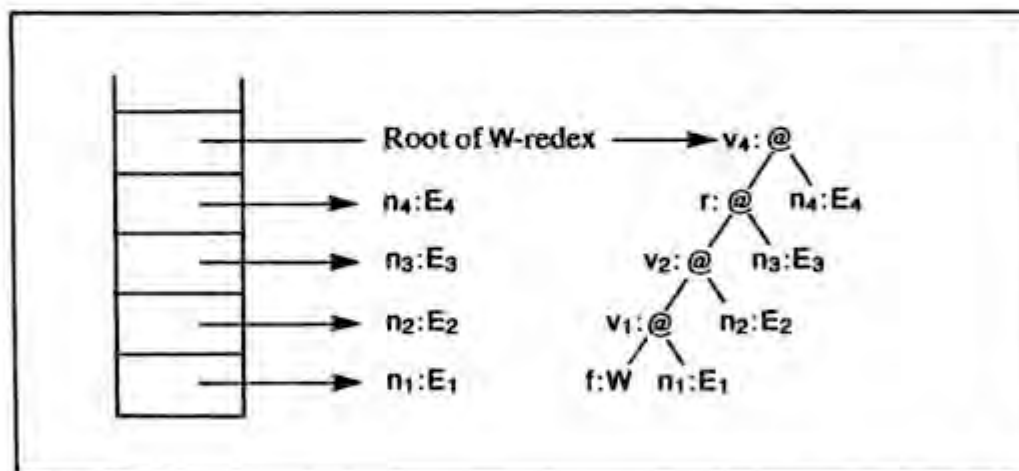 Root of W-redex v₄: @
n₄:E₄ r: @ n₄:E₄
n₃:E₃ v₂: @ n₃:E₃
n₂:E₂ v₁: @ n₂:E₂
n₁:E₁ f:W n₁:E₁